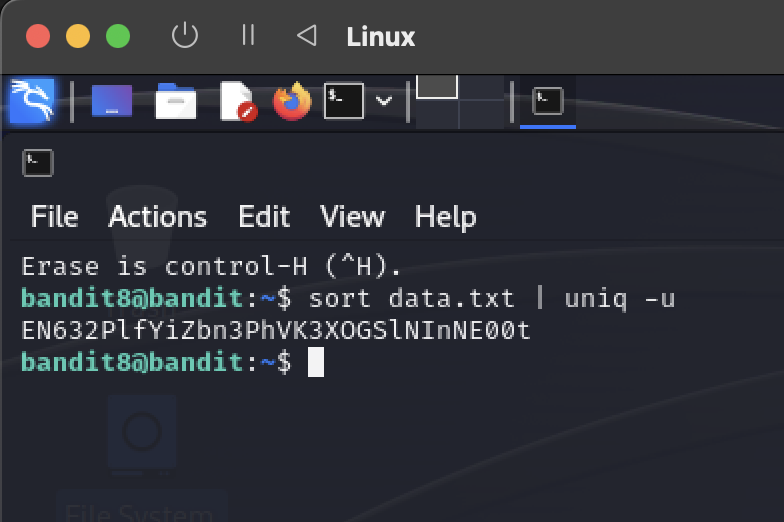 Linux
File Actions Edit View Help
Erase is control-H (^H).
bandit8@bandit:~$ sort data.txt | uniq -u
EN632PlfYiZbn3PhVK3XOGSlNInNE00t
bandit8@bandit:~$
File System